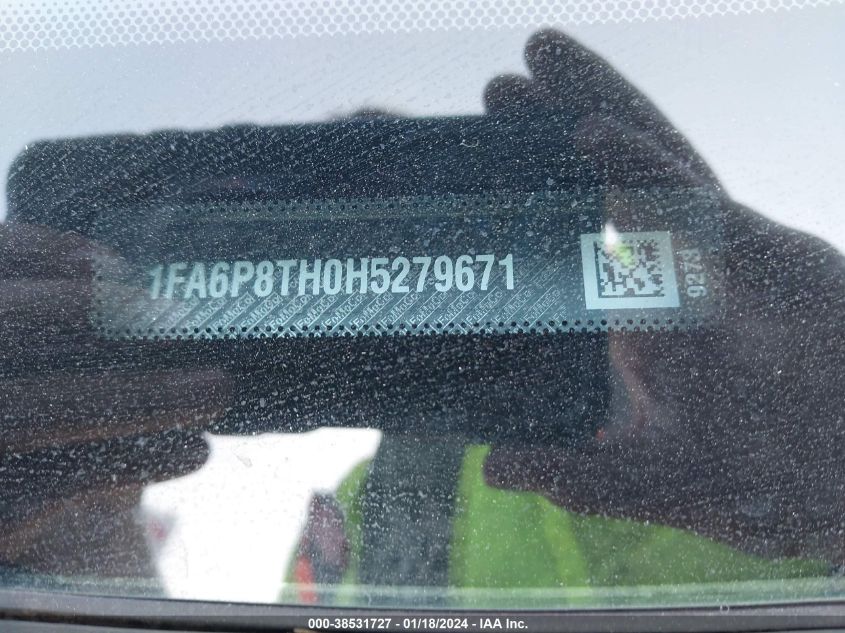 1FA6P8TH0H5279671
9273
000-38531727 - 01/18/2024 - IAA Inc.